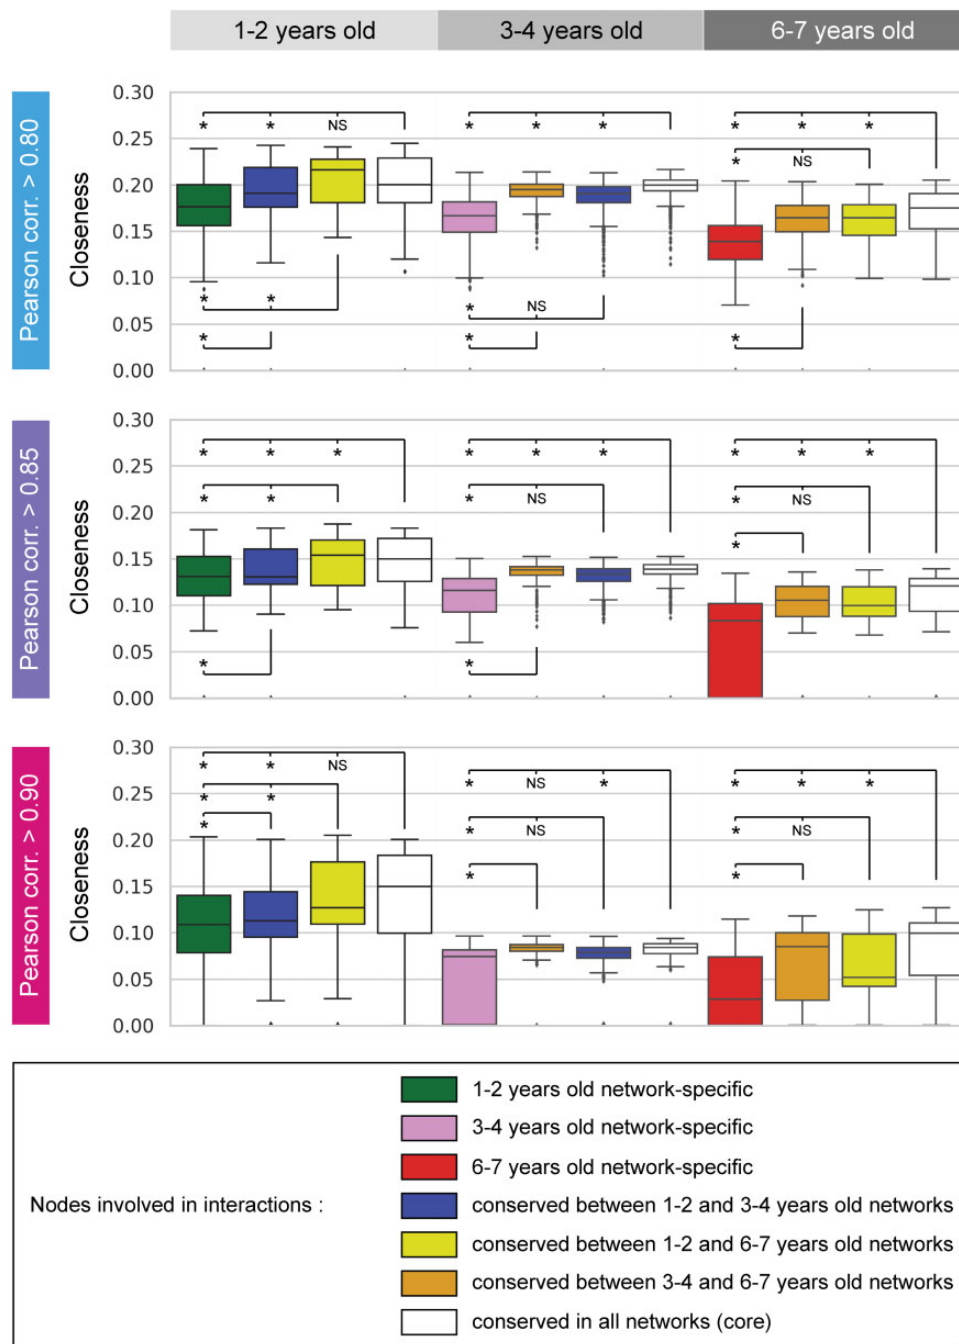 1-2 years old 3-4 years old 6-7 years old
Pearson corr. > 0.80
Closeness
0.30
* * NS * * * * * *
0.25
* NS
0.20
0.15
0.10
* * * NS
0.05
* * *
0.00
Pearson corr. > 0.85
Closeness
0.30
* * * * * * * * *
0.25
* * * NS * NS
0.20
*
0.15
0.10
0.05
* *
0.00
Pearson corr. > 0.90
Closeness
0.30
* * NS
0.25
* NS * * * *
* *
0.20
* * NS * NS
0.15
* *
0.10
0.05
0.00
Nodes involved in interactions :
1-2 years old network-specific
3-4 years old network-specific
6-7 years old network-specific
conserved between 1-2 and 3-4 years old networks
conserved between 1-2 and 6-7 years old networks
conserved between 3-4 and 6-7 years old networks
conserved in all networks (core)